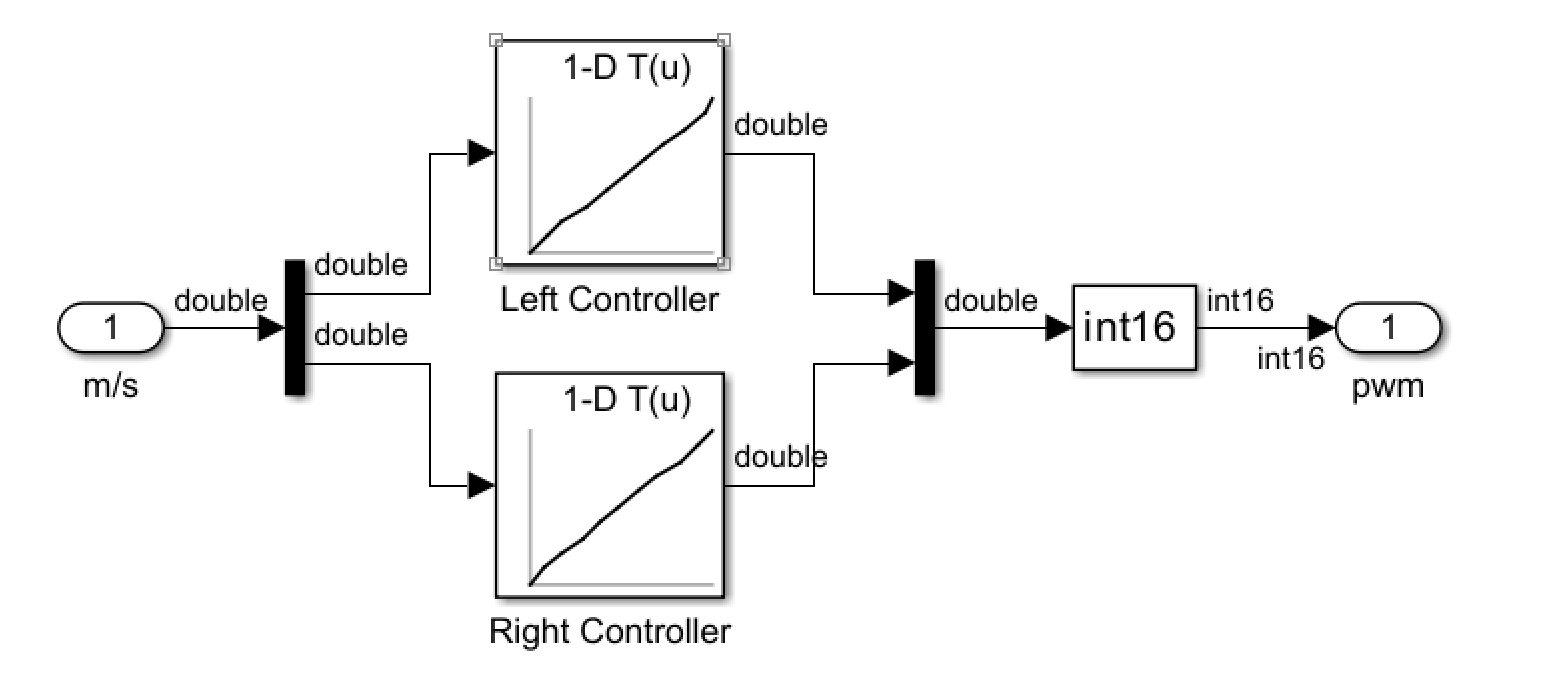 1-D T(u)
double
Left Controller
double
double
double
1
m/s
double
int16
int16
int16
1
pwm
1-D T(u)
double
Right Controller